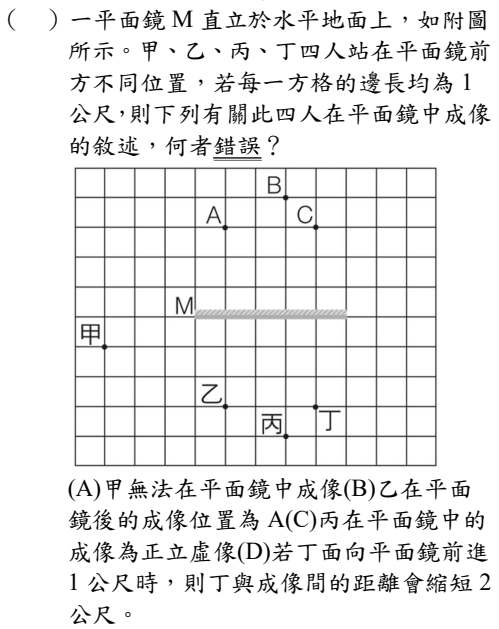 (　) 一平面鏡 M 直立於水平地面上，如附圖
所示。甲、乙、丙、丁四人站在平面鏡前
方不同位置，若每一方格的邊長均為 1
公尺，則下列有關此四人在平面鏡中成像
的敘述，何者錯誤？
B
A
C
M
甲
乙
丙
丁
(A)甲無法在平面鏡中成像(B)乙在平面
鏡後的成像位置為 A(C)丙在平面鏡中的
成像為正立虛像(D)若丁面向平面鏡前進
1 公尺時，則丁與成像間的距離會縮短 2
公尺。